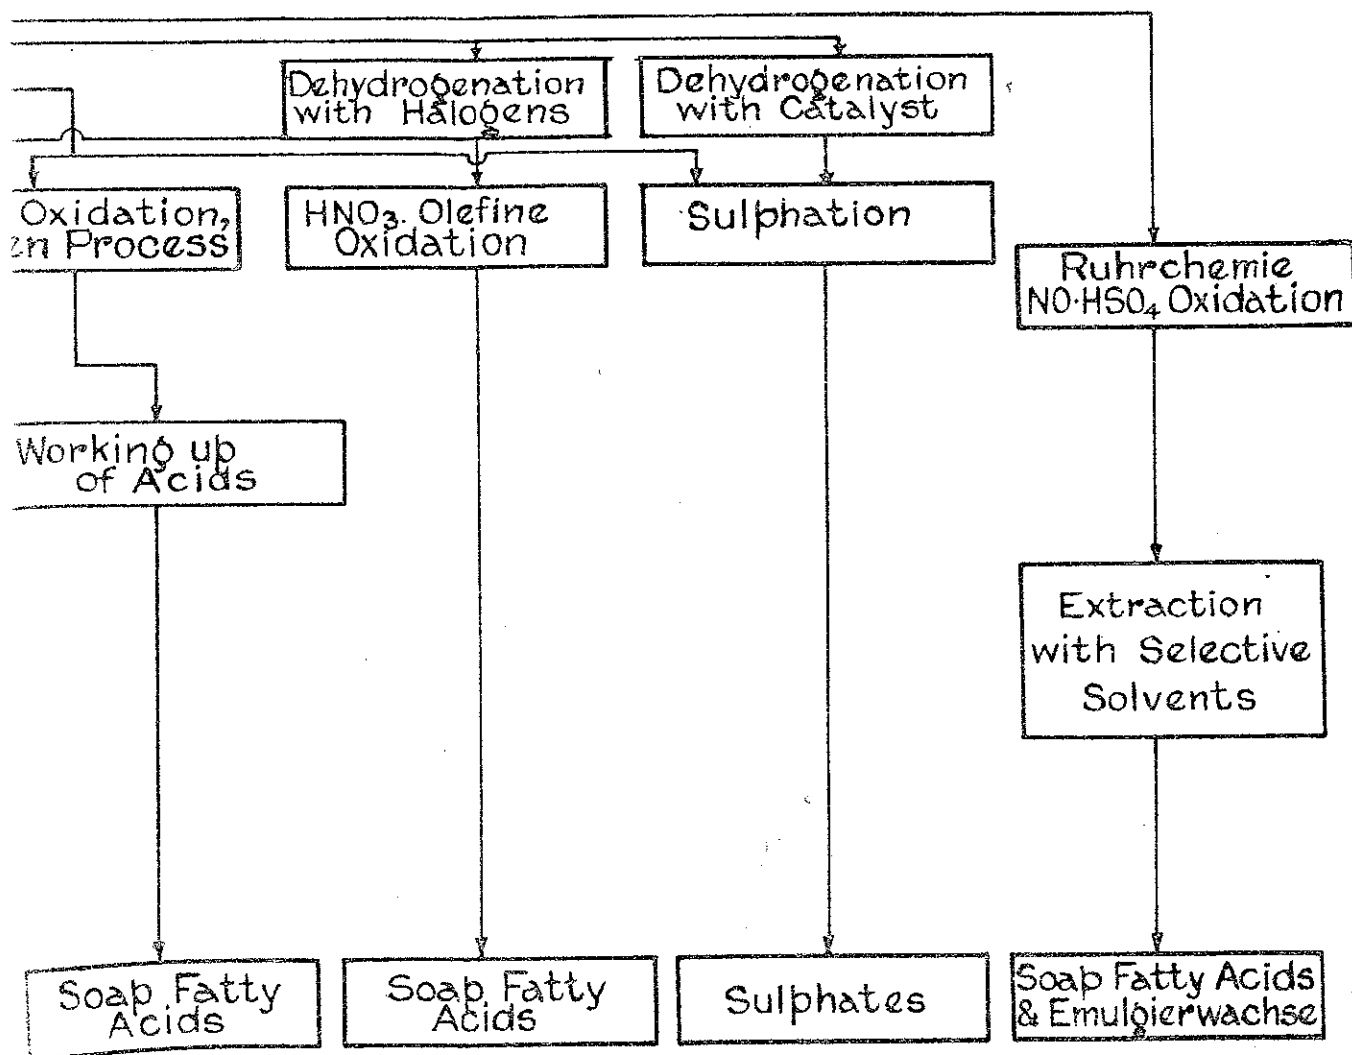 Dehydrogenation
with Halogens
Dehydrogenation
with Catalyst
Oxidation,
en Process
HNO₃. Olefine
Oxidation
Sulphation
Ruhrchemie
NO·HSO₄ Oxidation
Working up
of Acids
Extraction
with Selective
Solvents
Soap Fatty
Acids
Soap Fatty
Acids
Sulphates
Soap Fatty Acids
& Emulgierwachse